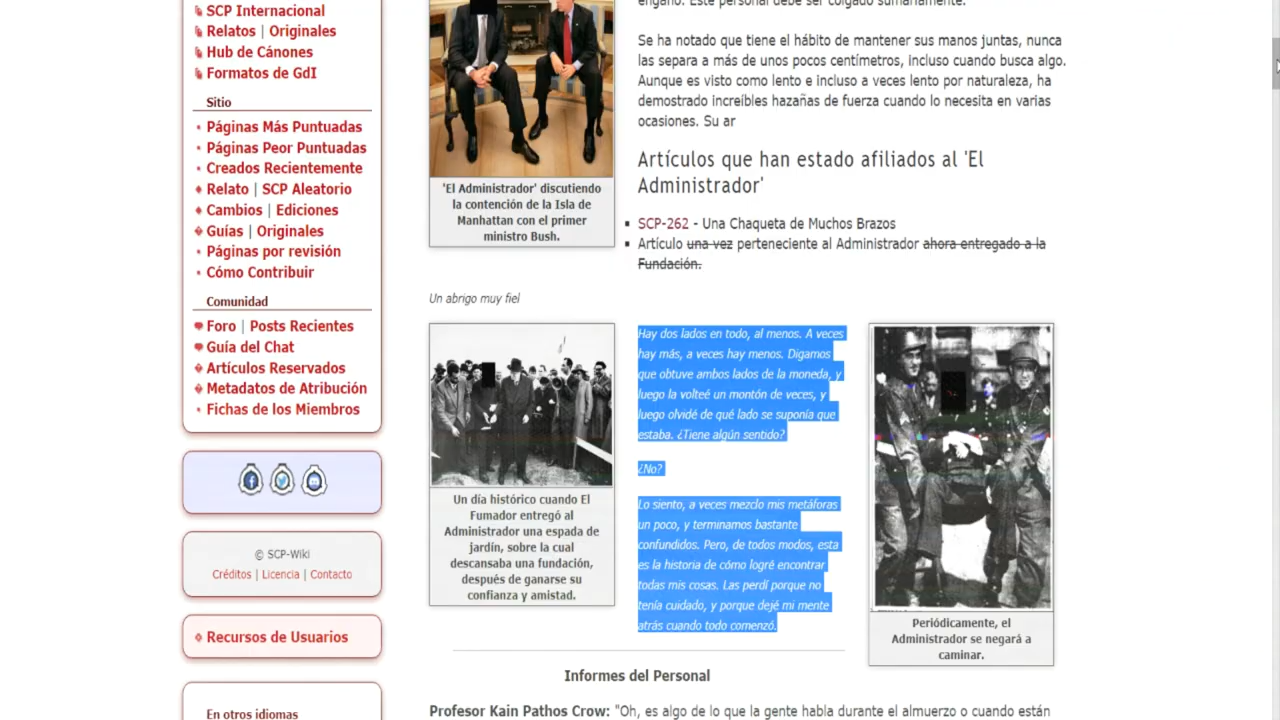 SCP Internacional
Relatos | Originales
Hub de Cánones
Formatos de GdI
Sitio
Páginas Más Puntuadas
Páginas Peor Puntuadas
Creados Recientemente
Relato | SCP Aleatorio
Cambios | Ediciones
Guías | Originales
Páginas por revisión
Cómo Contribuir
Comunidad
Foro | Posts Recientes
Guía del Chat
Artículos Reservados
Metadatos de Atribución
Fichas de los Miembros
© SCP-Wiki
Créditos | Licencia | Contacto
Recursos de Usuarios
En otros idiomas
'El Administrador' discutiendo
la contención de la Isla de
Manhattan con el primer
ministro Bush.
engaño. Este personal debe ser colgado sumariamente.
Se ha notado que tiene el hábito de mantener sus manos juntas, nunca
las separa a más de unos pocos centímetros, incluso cuando busca algo.
Aunque es visto como lento e incluso a veces lento por naturaleza, ha
demostrado increíbles hazañas de fuerza cuando lo necesita en varias
ocasiones. Su ar
Artículos que han estado afiliados al 'El
Administrador'
SCP-262 - Una Chaqueta de Muchos Brazos
Artículo una vez perteneciente al Administrador ahora entregado a la
Fundación.
Un abrigo muy fiel
Un día histórico cuando El
Fumador entregó al
Administrador una espada de
jardín, sobre la cual
descansaba una fundación,
después de ganarse su
confianza y amistad.
Hay dos lados en todo, al menos. A veces
hay más, a veces hay menos. Digamos
que obtuve ambos lados de la moneda, y
luego la volteé un montón de veces, y
luego olvidé de qué lado se suponía que
estaba. ¿Tiene algún sentido?
¿No?
Lo siento, a veces mezclo mis metáforas
un poco, y terminamos bastante
confundidos. Pero, de todos modos, esta
es la historia de cómo logré encontrar
todas mis cosas. Las perdí porque no
tenía cuidado, y porque dejé mi mente
atrás cuando todo comenzó.
Periódicamente, el
Administrador se negará a
caminar.
Informes del Personal
Profesor Kain Pathos Crow: "Oh, es algo de lo que la gente habla durante el almuerzo o cuando están